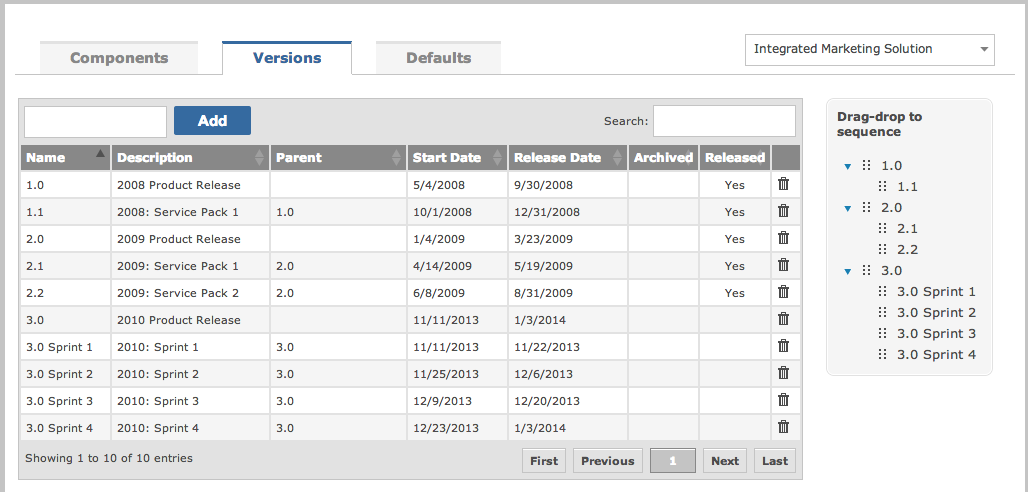 Components Versions Defaults Integrated Marketing Solution
Add Search:
Name Description Parent Start Date Release Date Archived Released
1.0 2008 Product Release 5/4/2008 9/30/2008 Yes
1.1 2008: Service Pack 1 1.0 10/1/2008 12/31/2008 Yes
2.0 2009 Product Release 1/4/2009 3/23/2009 Yes
2.1 2009: Service Pack 1 2.0 4/14/2009 5/19/2009 Yes
2.2 2009: Service Pack 2 2.0 6/8/2009 8/31/2009 Yes
3.0 2010 Product Release 11/11/2013 1/3/2014
3.0 Sprint 1 2010: Sprint 1 3.0 11/11/2013 11/22/2013
3.0 Sprint 2 2010: Sprint 2 3.0 11/25/2013 12/6/2013
3.0 Sprint 3 2010: Sprint 3 3.0 12/9/2013 12/20/2013
3.0 Sprint 4 2010: Sprint 4 3.0 12/23/2013 1/3/2014
Showing 1 to 10 of 10 entries First Previous 1 Next Last
Drag-drop to
sequence
1.0
1.1
2.0
2.1
2.2
3.0
3.0 Sprint 1
3.0 Sprint 2
3.0 Sprint 3
3.0 Sprint 4